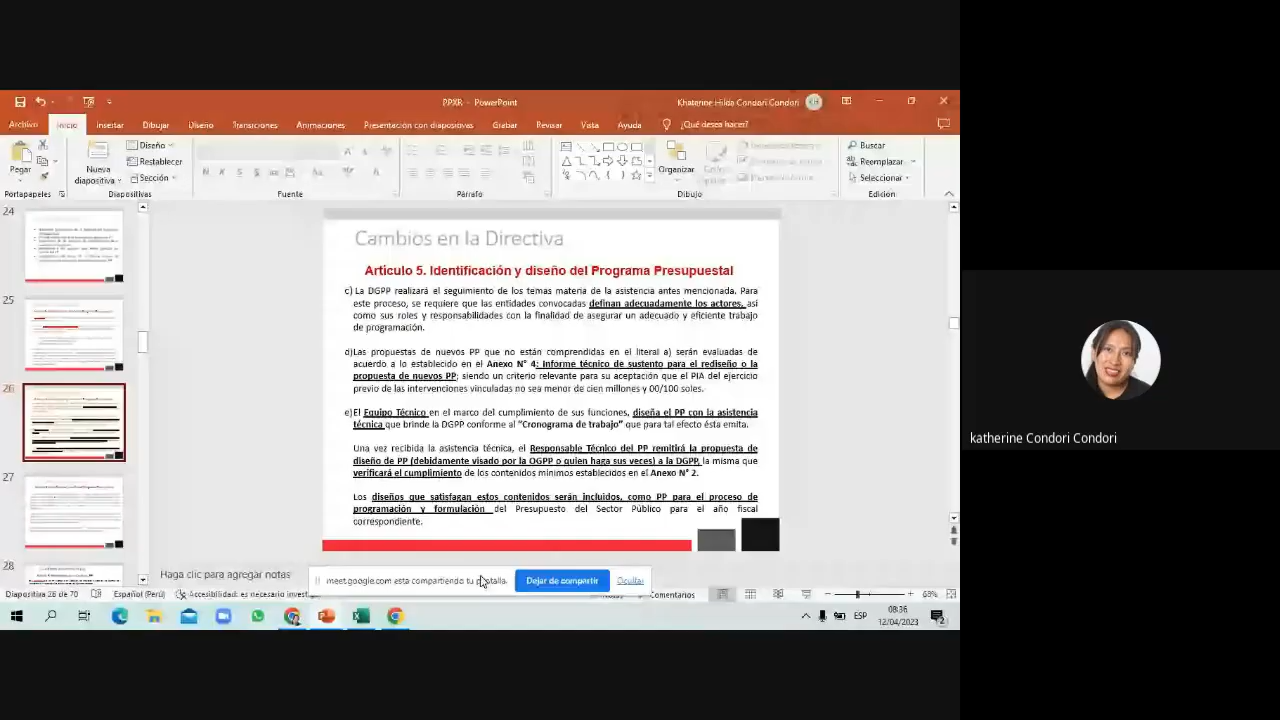 PPXR - PowerPoint
Khaterine Hilda Condori Condori
Archivo Inicio Insertar Dibujar Diseño Transiciones Animaciones Presentación con diapositivas Grabar Revisar Vista Ayuda ¿Qué desea hacer?
Pegar
Nueva diapositiva
Diseño
Restablecer
Sección
Organizar
Buscar
Reemplazar
Seleccionar
Portapapeles Diapositivas Fuente Párrafo Dibujo Edición
24
25
26
27
28
Cambios en la Directiva
Artículo 5. Identificación y diseño del Programa Presupuestal
c) La DGPP realizará el seguimiento de los temas materia de la asistencia antes mencionada. Para
este proceso, se requiere que las entidades convocadas definan adecuadamente los actores, así
como sus roles y responsabilidades con la finalidad de asegurar un adecuado y eficiente trabajo
de programación.
d)Las propuestas de nuevos PP que no están comprendidas en el literal a) serán evaluadas de
acuerdo a lo establecido en el Anexo N° 4: Informe técnico de sustento para el rediseño o la
propuesta de nuevos PP; siendo un criterio relevante para su aceptación que el PIA del ejercicio
previo de las intervenciones vinculadas no sea menor de cien millones y 00/100 soles.
e)El Equipo Técnico en el marco del cumplimiento de sus funciones, diseña el PP con la asistencia
técnica que brinde la DGPP conforme al "Cronograma de trabajo" que para tal efecto ésta emita.
Una vez recibida la asistencia técnica, el Responsable Técnico del PP remitirá la propuesta de
diseño de PP (debidamente visado por la OGPP o quien haga sus veces) a la DGPP, la misma que
verificará el cumplimiento de los contenidos mínimos establecidos en el Anexo N° 2.
Los diseños que satisfagan estos contenidos serán incluidos, como PP para el proceso de
programación y formulación del Presupuesto del Sector Público para el año fiscal
correspondiente.
Haga clic para agregar notas
meet.google.com está compartiendo tu pantalla.
Dejar de compartir
Ocultar
Español (Perú)
Comentarios
68%
ESP
08:36
12/04/2023
katherine Condori Condori